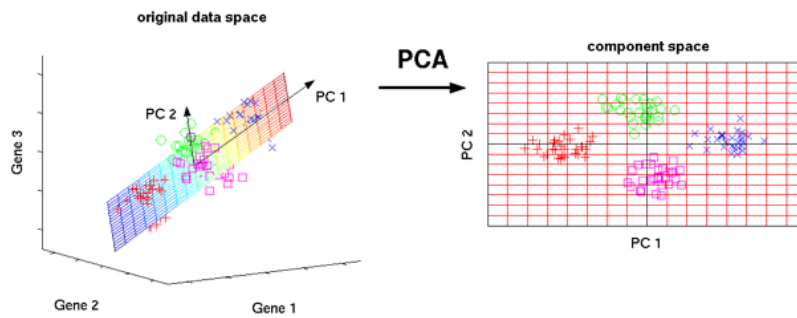 original data space
PCA
component space
PC 1
PC 2
Gene 3
Gene 2
Gene 1
PC 2
PC 1